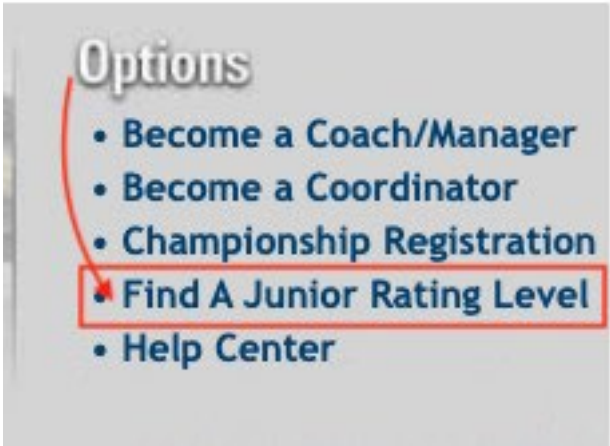 Options
• Become a Coach/Manager
• Become a Coordinator
• Championship Registration
• Find A Junior Rating Level
• Help Center